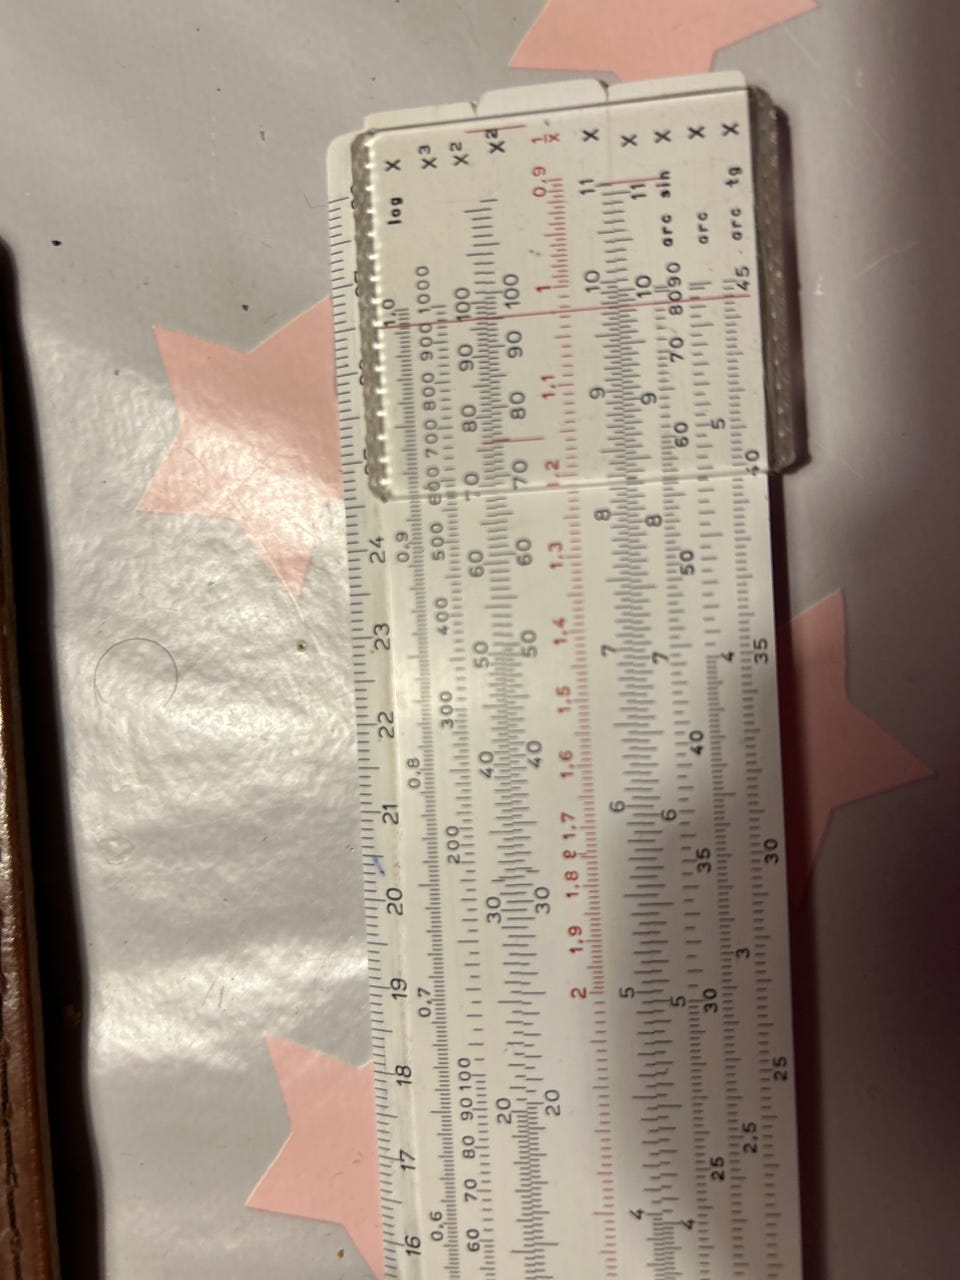 16 17 18 19 20 21 22 23 24
0,6 0,7 0,8 0,9 1,0 log x
60 70 80 90 100 200 300 400 500 600 700 800 900 1000 x³
20 30 40 50 60 70 80 90 100 x²
20 30 40 50 60 70 80 90 100 x²
2 1,9 1,8 e 1,7 1,6 1,5 1,4 1,3 1,2 1,1 1 0,9 1/x
4 5 6 7 8 9 10 11 x
4 5 6 7 8 9 10 11 x
25 30 35 40 50 60 70 80 90 arc sin x
2,5 3 4 5 arc x
25 30 35 40 45 arc tg x